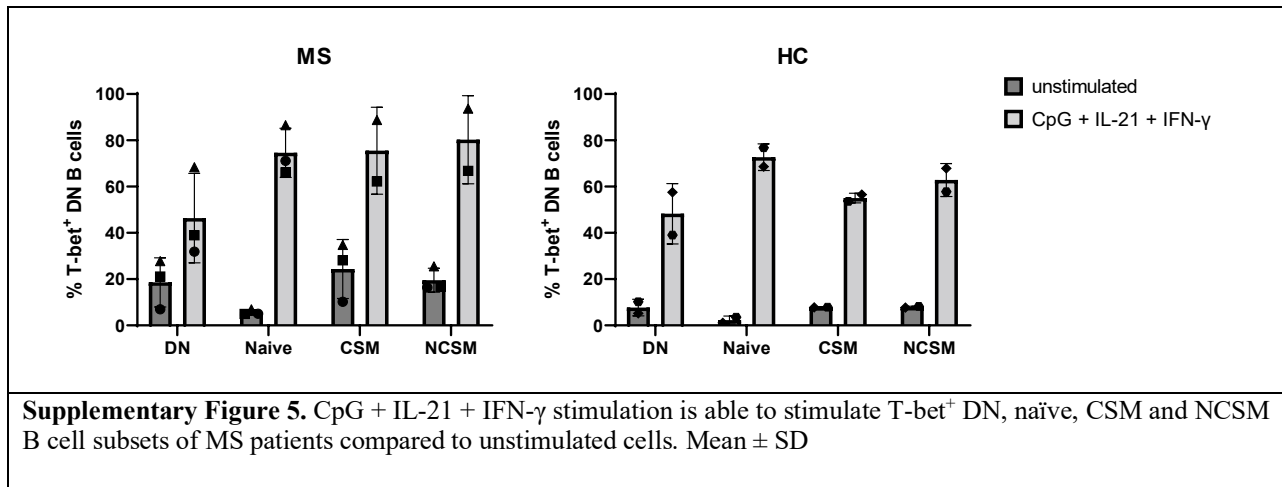 MS
HC
unstimulated
CpG + IL-21 + IFN-γ
% T-bet⁺ DN B cells
100
80
60
40
20
0
DN Naive CSM NCSM
% T-bet⁺ DN B cells
100
80
60
40
20
0
DN Naive CSM NCSM
Supplementary Figure 5. CpG + IL-21 + IFN-γ stimulation is able to stimulate T-bet⁺ DN, naïve, CSM and NCSM
B cell subsets of MS patients compared to unstimulated cells. Mean ± SD